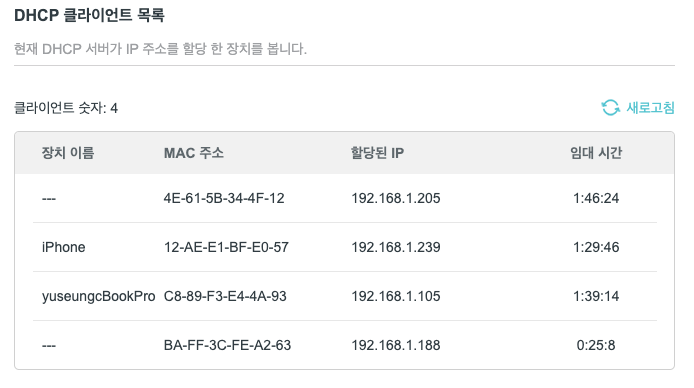 DHCP 클라이언트 목록
현재 DHCP 서버가 IP 주소를 할당 한 장치를 봅니다.
클라이언트 숫자: 4 새로고침
장치 이름 MAC 주소 할당된 IP 임대 시간
--- 4E-61-5B-34-4F-12 192.168.1.205 1:46:24
iPhone 12-AE-E1-BF-E0-57 192.168.1.239 1:29:46
yuseungcBookPro C8-89-F3-E4-4A-93 192.168.1.105 1:39:14
--- BA-FF-3C-FE-A2-63 192.168.1.188 0:25:8